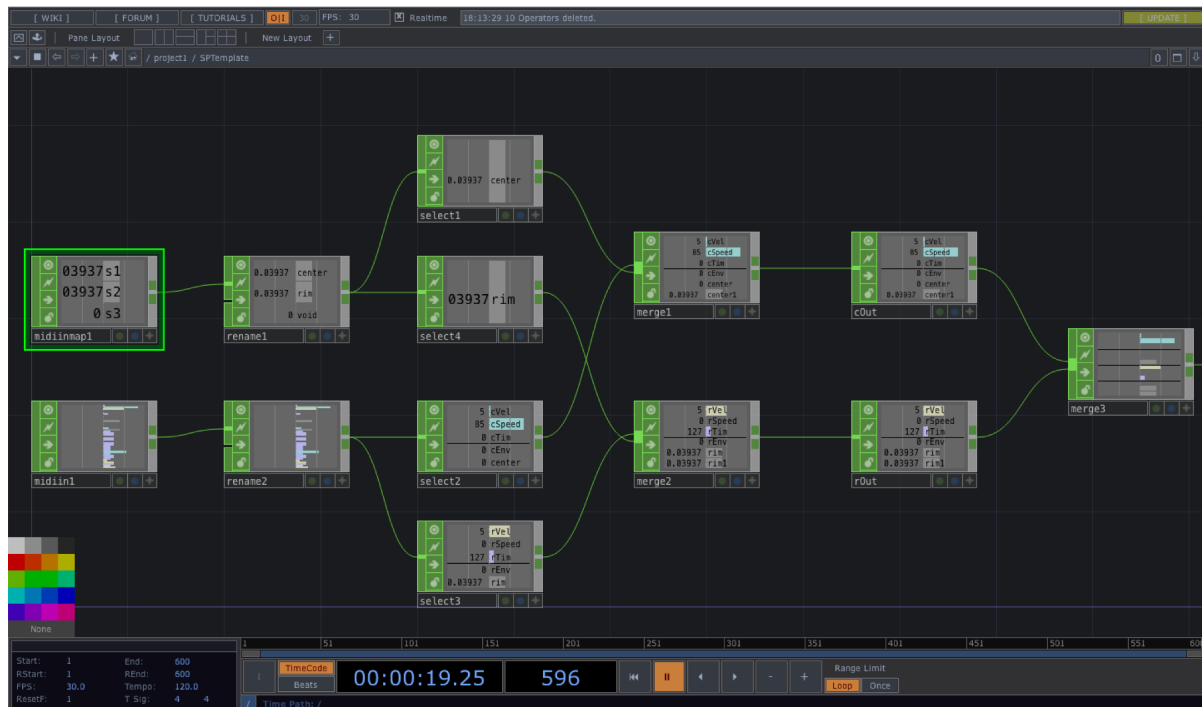 [ WIKI ] [ FORUM ] [ TUTORIALS ] O|I 30 FPS: 30 Realtime 18:13:29 10 Operators deleted. [ UPDATE ]
Pane Layout New Layout +
/ project1 / SPTemplate 0
0.03937 center
select1
03937 s1
03937 s2
0 s3
midiinmap1
0.03937 center
0.03937 rim
0 void
rename1
03937 rim
select4
5 cVel
85 cSpeed
0 cTim
0 cEnv
0 center
0.03937 center1
merge1
5 cVel
85 cSpeed
0 cTim
0 cEnv
0 center
0.03937 center1
cOut
merge3
midiin1
rename2
5 cVel
85 cSpeed
0 cTim
0 cEnv
0 center
select2
5 rVel
0 rSpeed
127 rTim
0 rEnv
0.03937 rim
0.03937 rim1
merge2
5 rVel
0 rSpeed
127 rTim
0 rEnv
0.03937 rim
0.03937 rim1
rOut
5 rVel
0 rSpeed
127 rTim
0 rEnv
0.03937 rim
select3
None
1 51 101 151 201 251 301 351 401 451 501 551 600
Start: 1 End: 600
RStart: 1 REnd: 600
FPS: 30.0 Tempo: 120.0
ResetF: 1 T Sig: 4 4
TimeCode
Beats
00:00:19.25 596
- +
Range Limit
Loop Once
/ Time Path: /